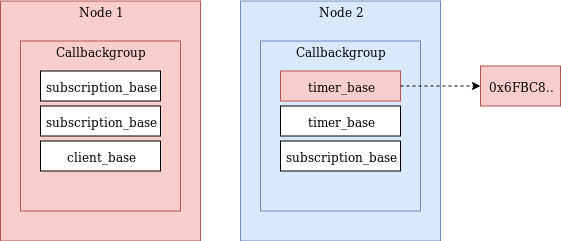 Node 1
Callbackgroup
subscription_base
subscription_base
client_base
Node 2
Callbackgroup
timer_base
timer_base
subscription_base
0x6FBC8..